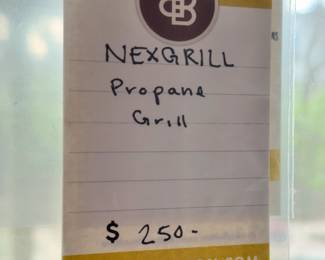 NEXGRILL
Propane
Grill
$ 250-